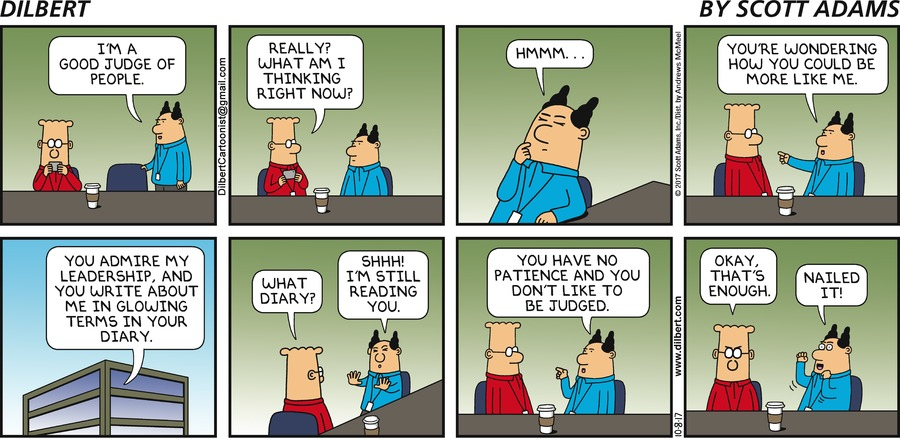 DILBERT
BY SCOTT ADAMS
I'M A
GOOD JUDGE OF
PEOPLE.
DilbertCartoonist@gmail.com
REALLY?
WHAT AM I
THINKING
RIGHT NOW?
HMMM...
© 2017 Scott Adams, Inc./Dist. by Andrews McMeel
YOU'RE WONDERING
HOW YOU COULD BE
MORE LIKE ME.
YOU ADMIRE MY
LEADERSHIP, AND
YOU WRITE ABOUT
ME IN GLOWING
TERMS IN YOUR
DIARY.
WHAT
DIARY?
SHHH!
I'M STILL
READING
YOU.
YOU HAVE NO
PATIENCE AND YOU
DON'T LIKE TO
BE JUDGED.
www.dilbert.com
10-8-17
OKAY,
THAT'S
ENOUGH.
NAILED
IT!